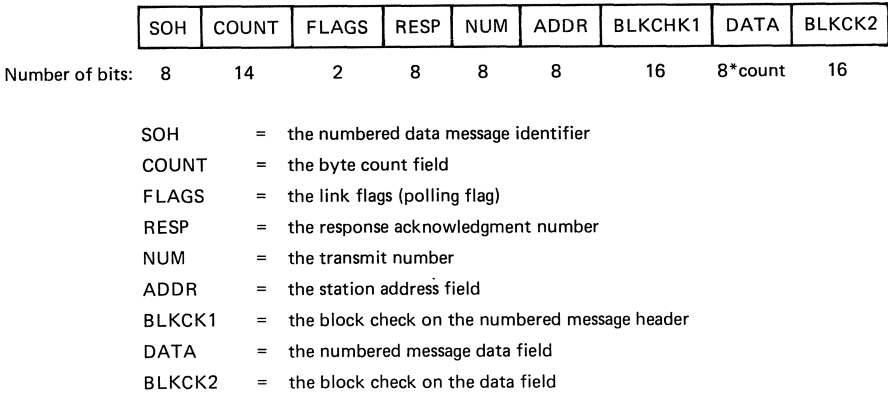 SOH COUNT FLAGS RESP NUM ADDR BLKCHK1 DATA BLKCK2
Number of bits: 8 14 2 8 8 8 16 8*count 16
SOH = the numbered data message identifier
COUNT = the byte count field
FLAGS = the link flags (polling flag)
RESP = the response acknowledgment number
NUM = the transmit number
ADDR = the station address field
BLKCK1 = the block check on the numbered message header
DATA = the numbered message data field
BLKCK2 = the block check on the data field